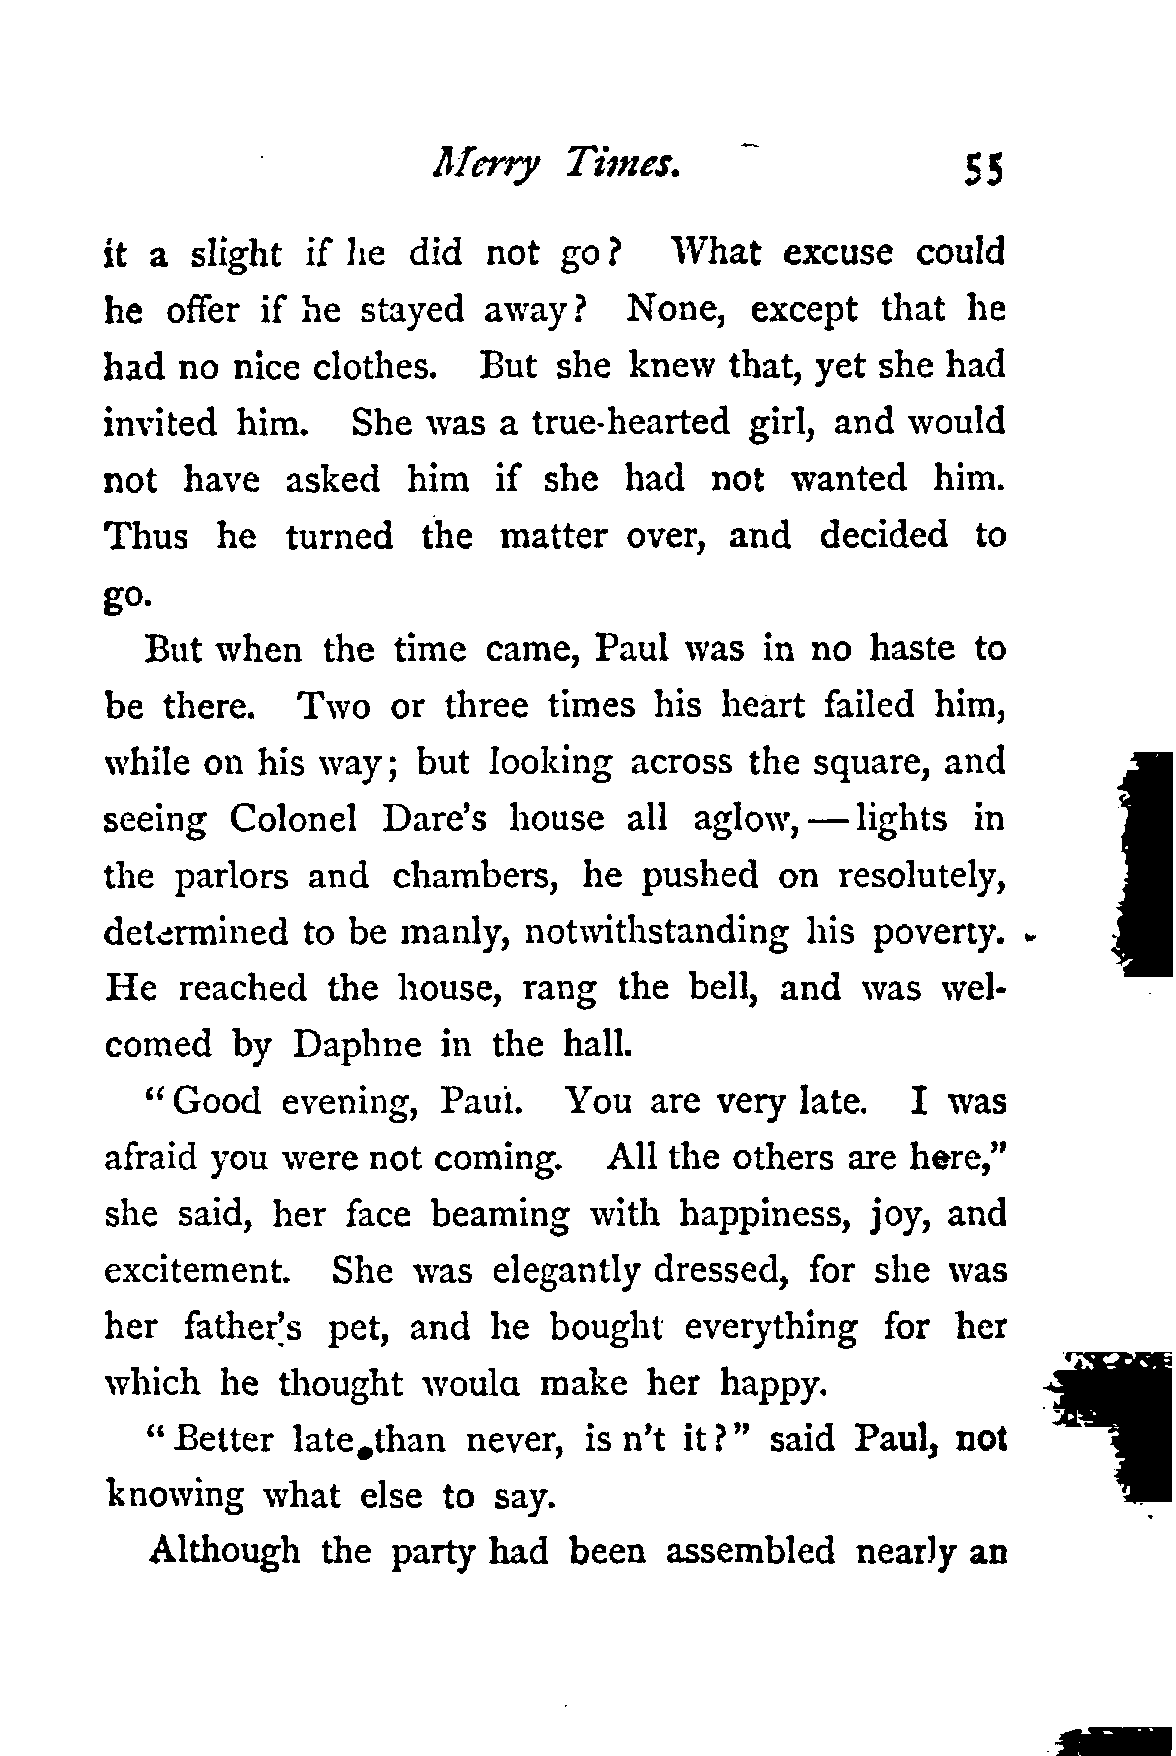 Merry Times. 55
it a slight if he did not go? What excuse could
he offer if he stayed away? None, except that he
had no nice clothes. But she knew that, yet she had
invited him. She was a true-hearted girl, and would
not have asked him if she had not wanted him.
Thus he turned the matter over, and decided to
go.
But when the time came, Paul was in no haste to
be there. Two or three times his heart failed him,
while on his way; but looking across the square, and
seeing Colonel Dare's house all aglow, — lights in
the parlors and chambers, he pushed on resolutely,
determined to be manly, notwithstanding his poverty.
He reached the house, rang the bell, and was wel-
comed by Daphne in the hall.
"Good evening, Paul. You are very late. I was
afraid you were not coming. All the others are here,"
she said, her face beaming with happiness, joy, and
excitement. She was elegantly dressed, for she was
her father's pet, and he bought everything for her
which he thought would make her happy.
"Better late than never, is n't it?" said Paul, not
knowing what else to say.
Although the party had been assembled nearly an